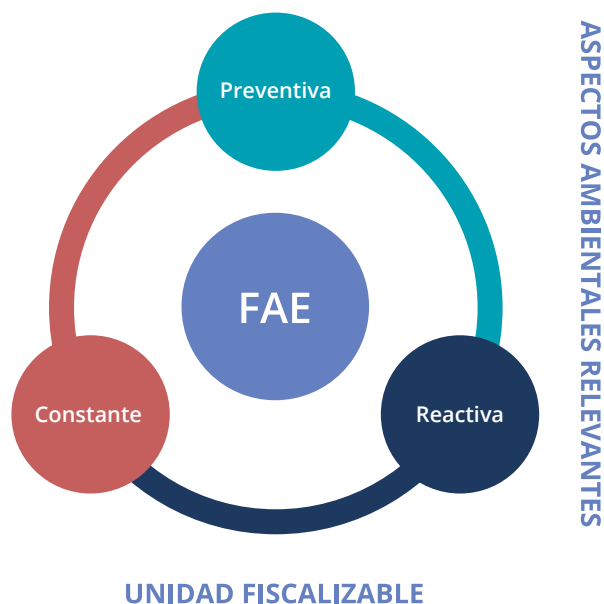 Preventiva
FAE
Constante
Reactiva
ASPECTOS AMBIENTALES RELEVANTES
UNIDAD FISCALIZABLE